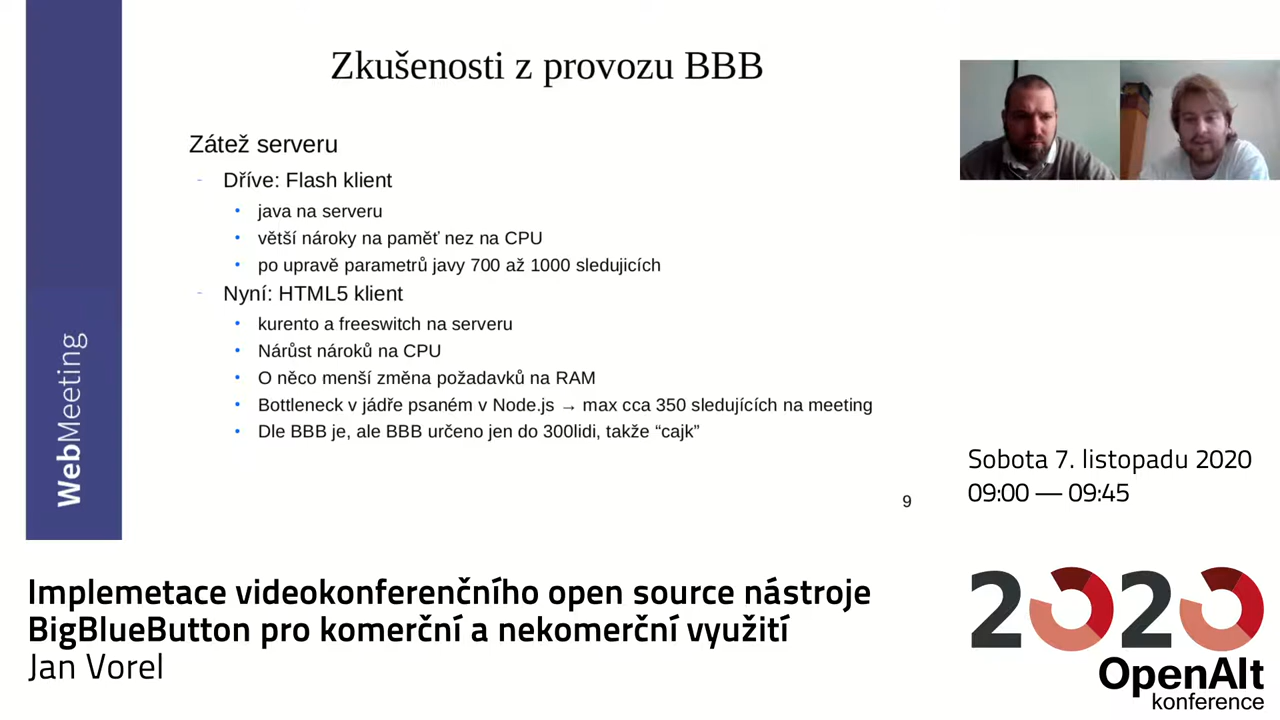 Zkušenosti z provozu BBB
Zátež serveru
- Dříve: Flash klient
• java na serveru
• větší nároky na paměť nez na CPU
• po upravě parametrů javy 700 až 1000 sledujicích
- Nyní: HTML5 klient
• kurento a freeswitch na serveru
• Nárůst nároků na CPU
• O něco menší změna požadavků na RAM
• Bottleneck v jádře psaném v Node.js → max cca 350 sledujících na meeting
• Dle BBB je, ale BBB určeno jen do 300lidi, takže “cajk”
9
WebMeeting
Sobota 7. listopadu 2020
09:00 — 09:45
Implemetace videokonferenčního open source nástroje
BigBlueButton pro komerční a nekomerční využití
Jan Vorel
2020
OpenAlt
konference